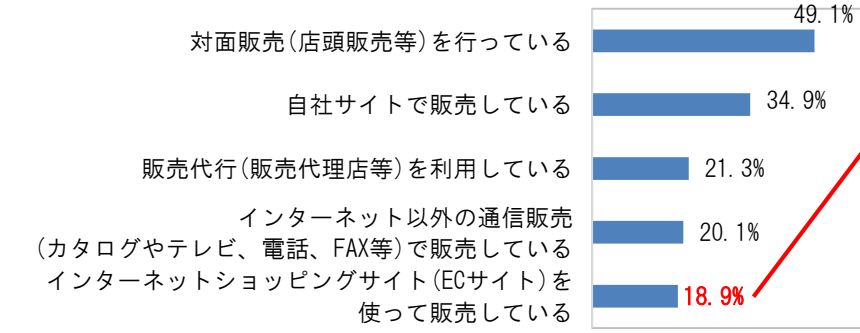 49.1%
対面販売(店頭販売等)を行っている
自社サイトで販売している
34.9%
販売代行(販売代理店等)を利用している
21.3%
インターネット以外の通信販売
(カタログやテレビ、電話、FAX等)で販売している
20.1%
インターネットショッピングサイト(ECサイト)を
使って販売している
18.9%